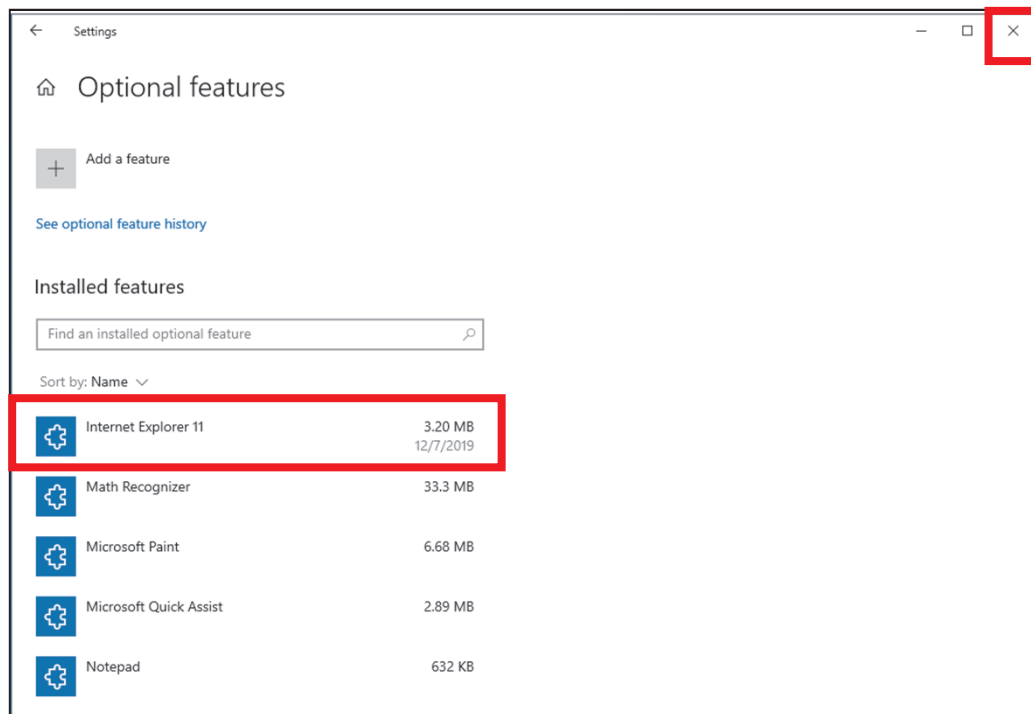 Settings
Optional features
Add a feature
See optional feature history
Installed features
Find an installed optional feature
Sort by: Name
Internet Explorer 11 3.20 MB
12/7/2019
Math Recognizer 33.3 MB
Microsoft Paint 6.68 MB
Microsoft Quick Assist 2.89 MB
Notepad 632 KB